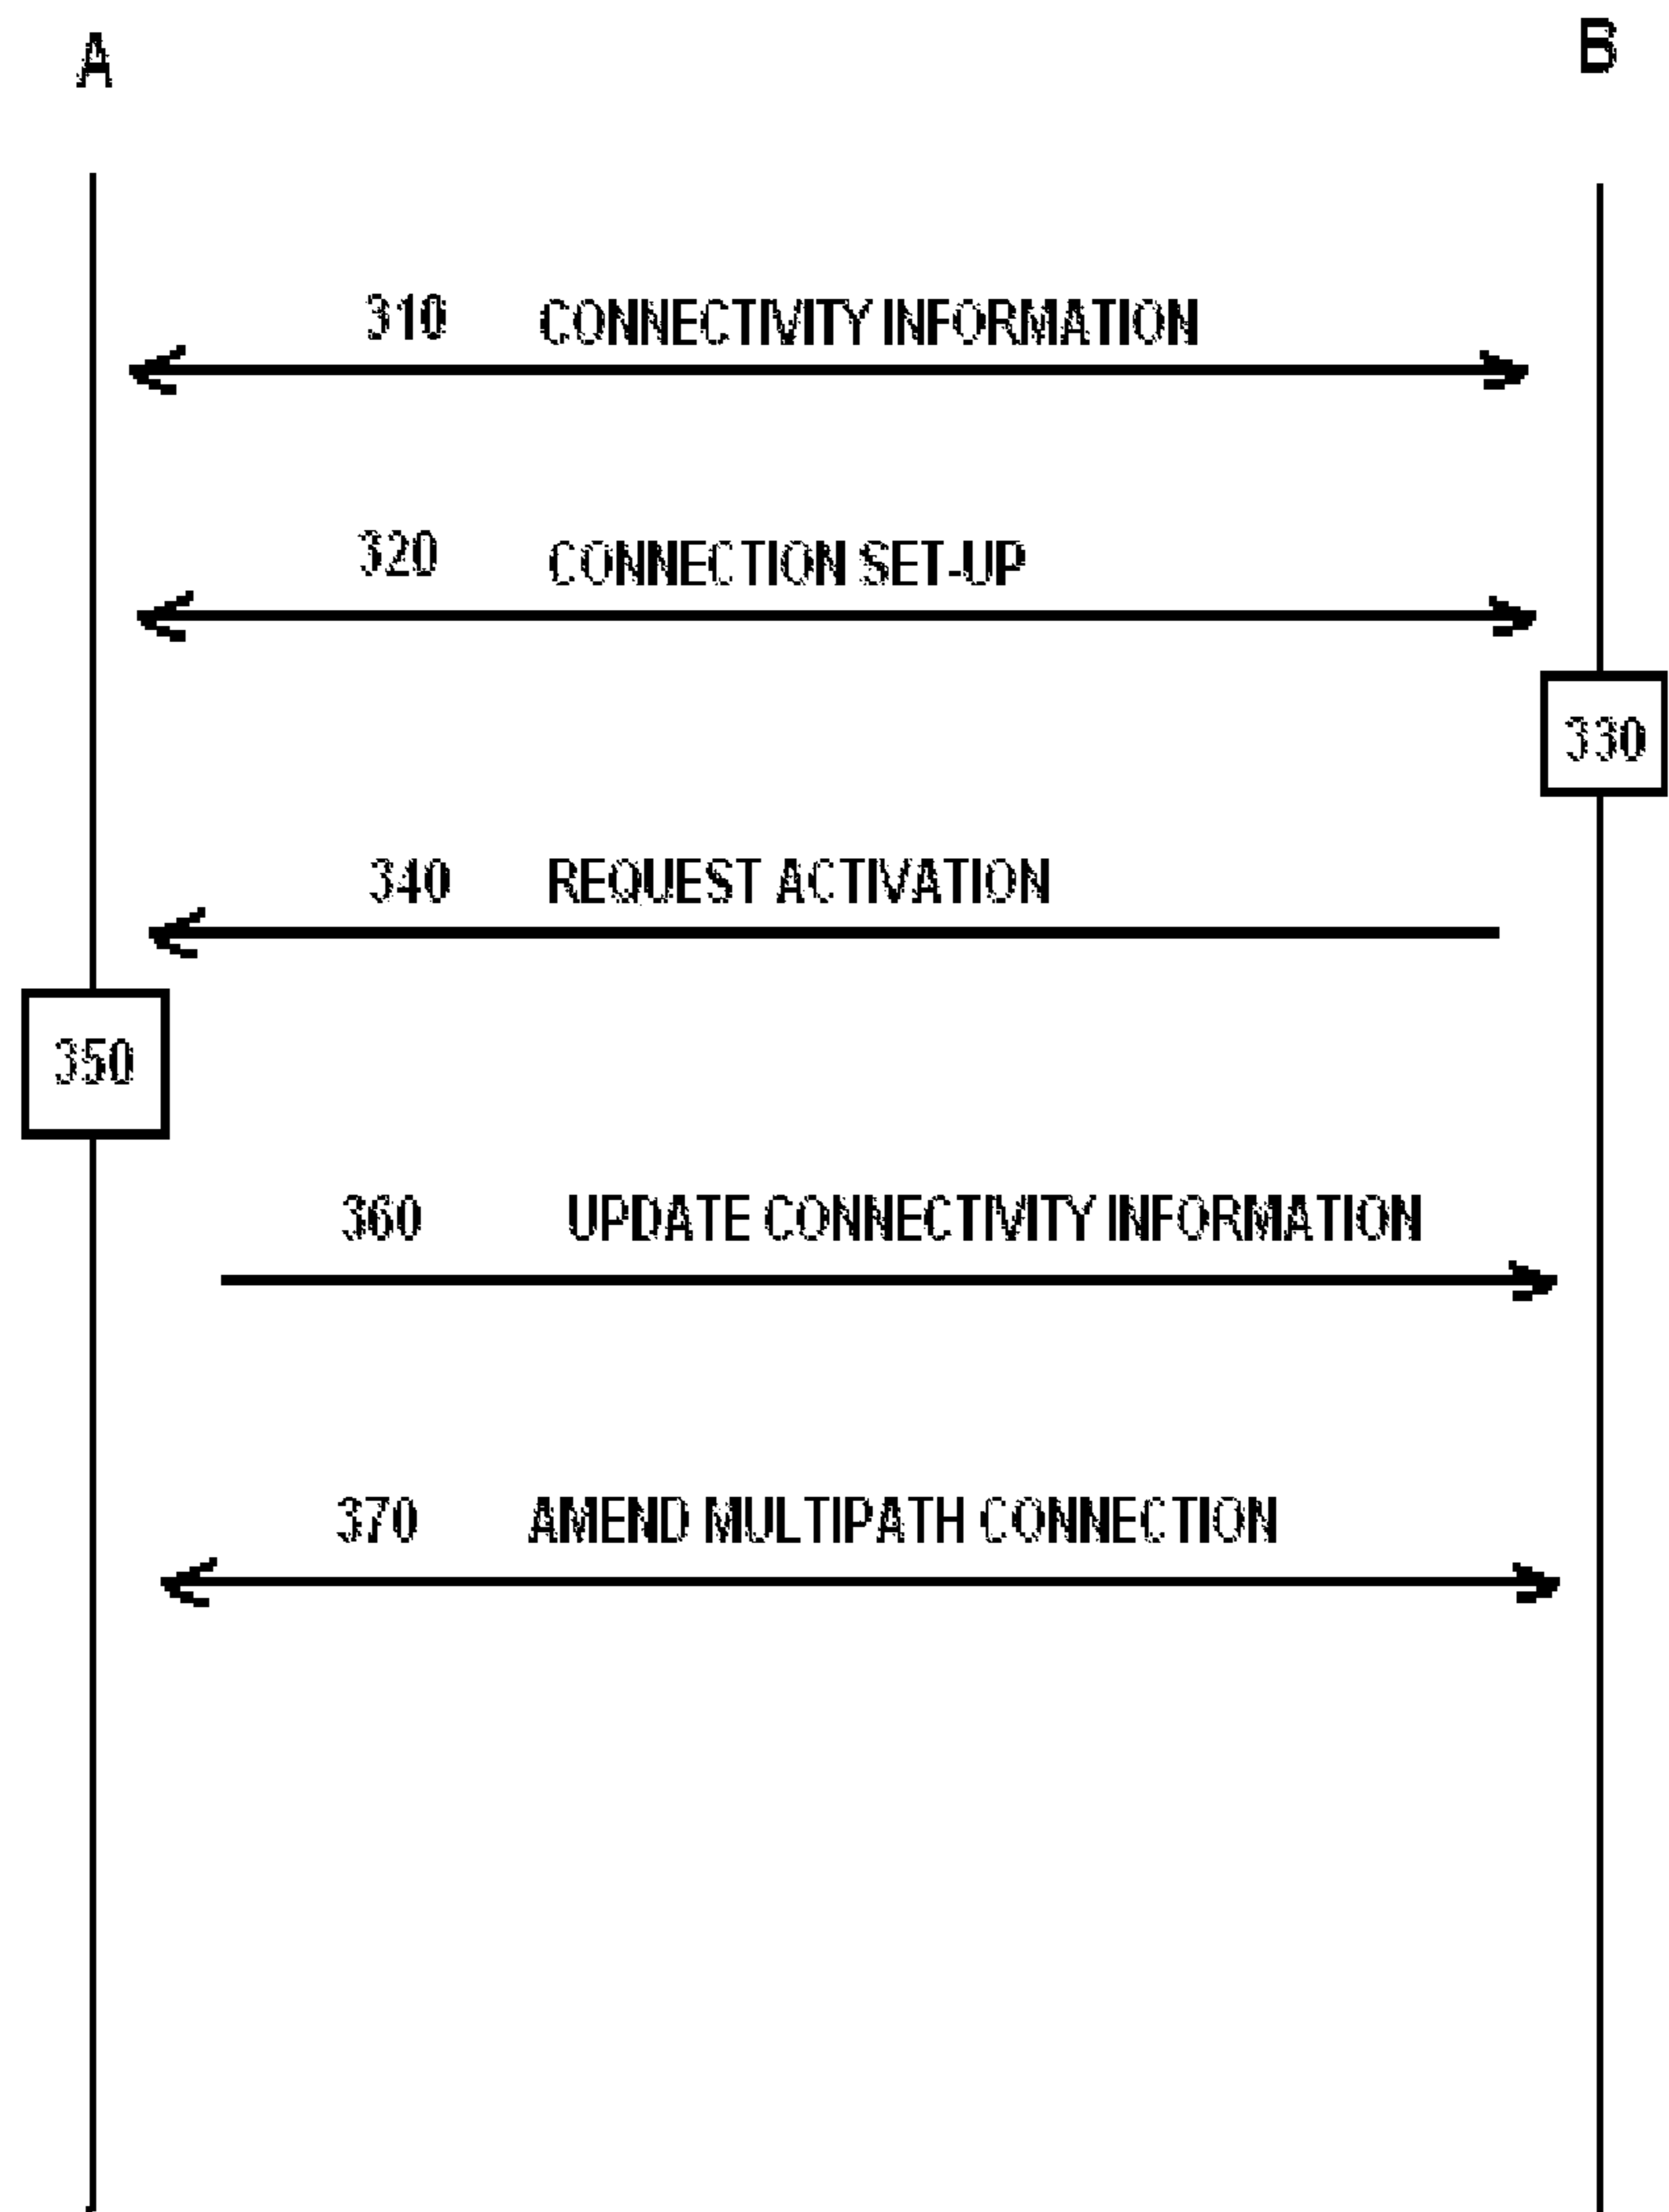 A
B
310 CONNECTIVITY INFORMATION
320 CONNECTION SET-UP
330
340 REQUEST ACTIVATION
350
360 UPDATE CONNECTIVITY INFORMATION
370 AMEND MULTIPATH CONNECTION